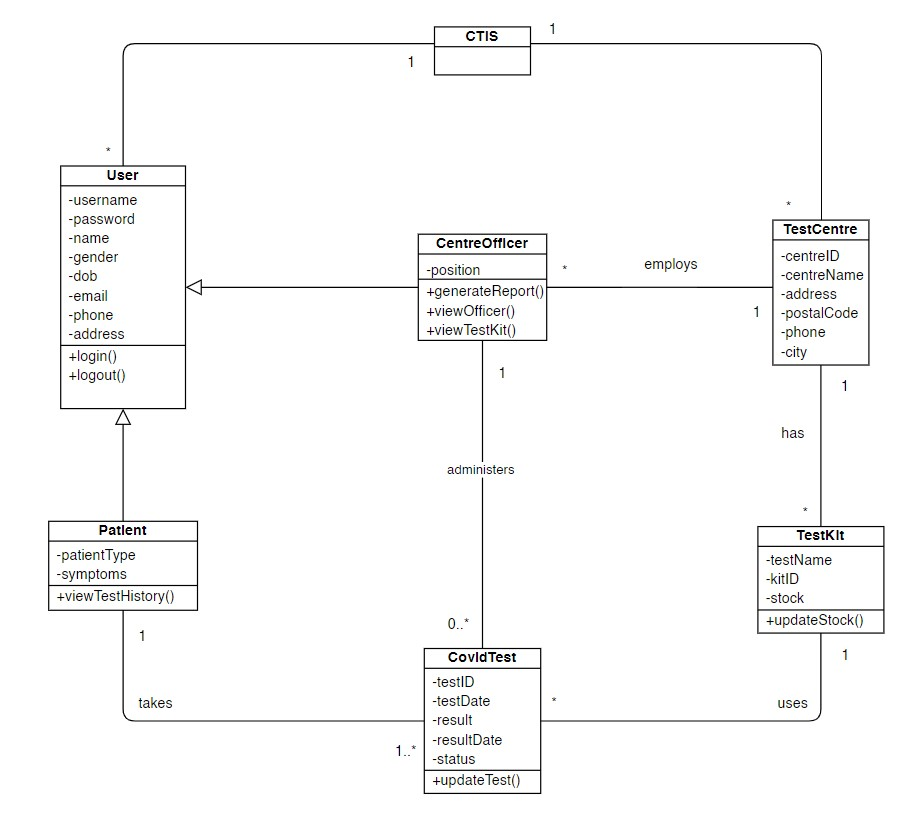 CTIS
1
1
*
User
-username
-password
-name
-gender
-dob
-email
-phone
-address
+login()
+logout()
CentreOfficer
-position
+generateReport()
+viewOfficer()
+viewTestKit()
*
employs
1
*
TestCentre
-centreID
-centreName
-address
-postalCode
-phone
-city
1
administers
0..*
1
has
*
Patient
-patientType
-symptoms
+viewTestHistory()
1
takes
1..*
CovidTest
-testID
-testDate
-result
-resultDate
-status
+updateTest()
*
uses
1
TestKit
-testName
-kitID
-stock
+updateStock()